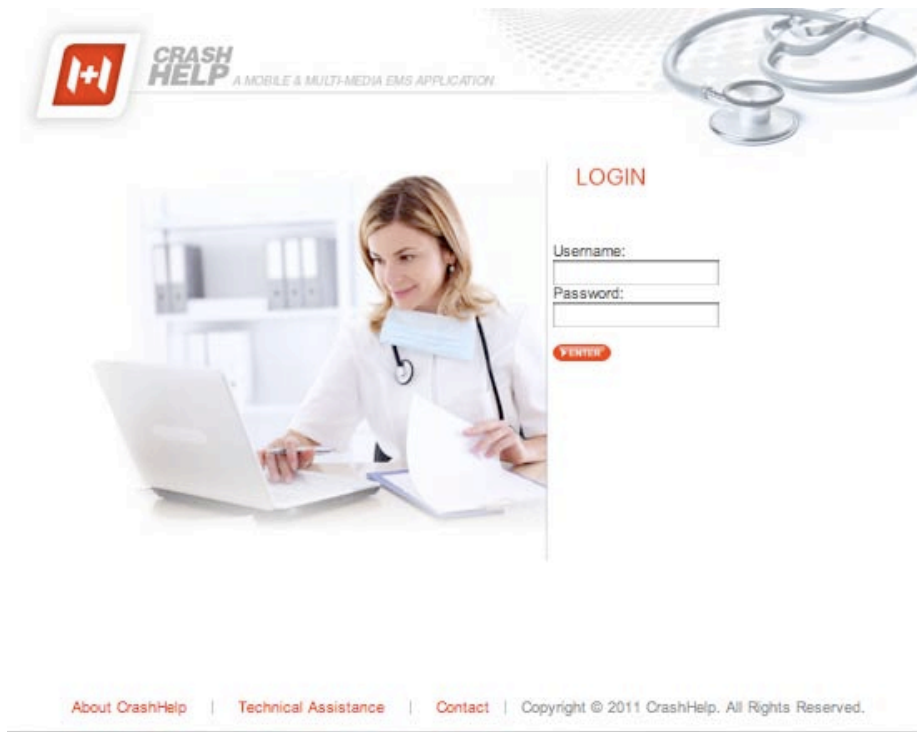 CRASH
HELP A MOBILE & MULTI-MEDIA EMS APPLICATION
LOGIN
Username:
Password:
ENTER
About CrashHelp | Technical Assistance | Contact | Copyright © 2011 CrashHelp. All Rights Reserved.